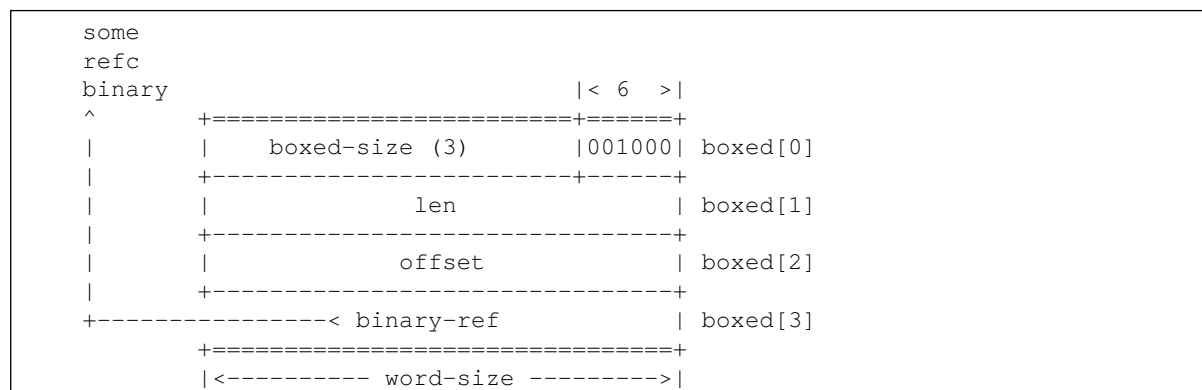 some
refc
binary                            |< 6  >|
^       +=========================+======+
|       |    boxed-size (3)       |001000| boxed[0]
|       +-------------------------+------+
|       |              len               | boxed[1]
|       +--------------------------------+
|       |             offset             | boxed[2]
|       +--------------------------------+
+----------------< binary-ref          | boxed[3]
        +================================+
        |<---------- word-size --------->|